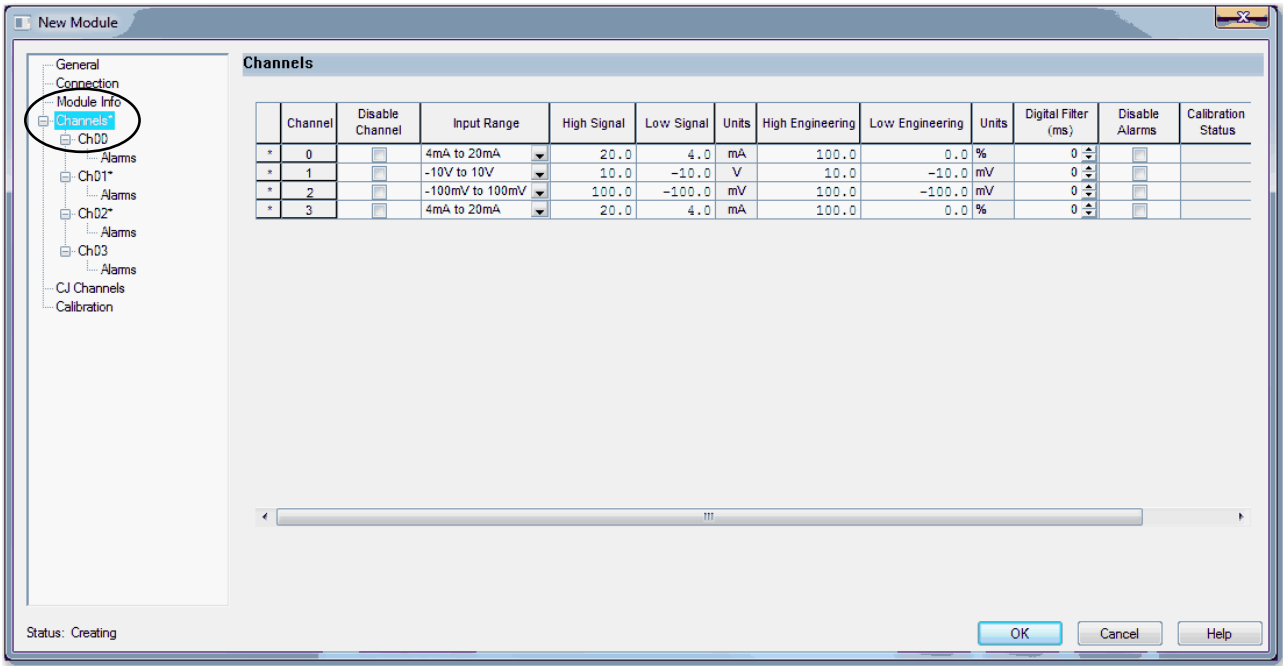 New Module
General
Connection
Module Info
Channels*
Ch00
Alarms
Ch01*
Alarms
Ch02*
Alarms
Ch03
Alarms
CJ Channels
Calibration
Channels
Channel Disable Channel Input Range High Signal Low Signal Units High Engineering Low Engineering Units Digital Filter (ms) Disable Alarms Calibration Status
* 0 4mA to 20mA 20.0 4.0 mA 100.0 0.0 % 0
* 1 -10V to 10V 10.0 -10.0 V 10.0 -10.0 mV 0
* 2 -100mV to 100mV 100.0 -100.0 mV 100.0 -100.0 mV 0
* 3 4mA to 20mA 20.0 4.0 mA 100.0 0.0 % 0
Status: Creating
OK Cancel Help